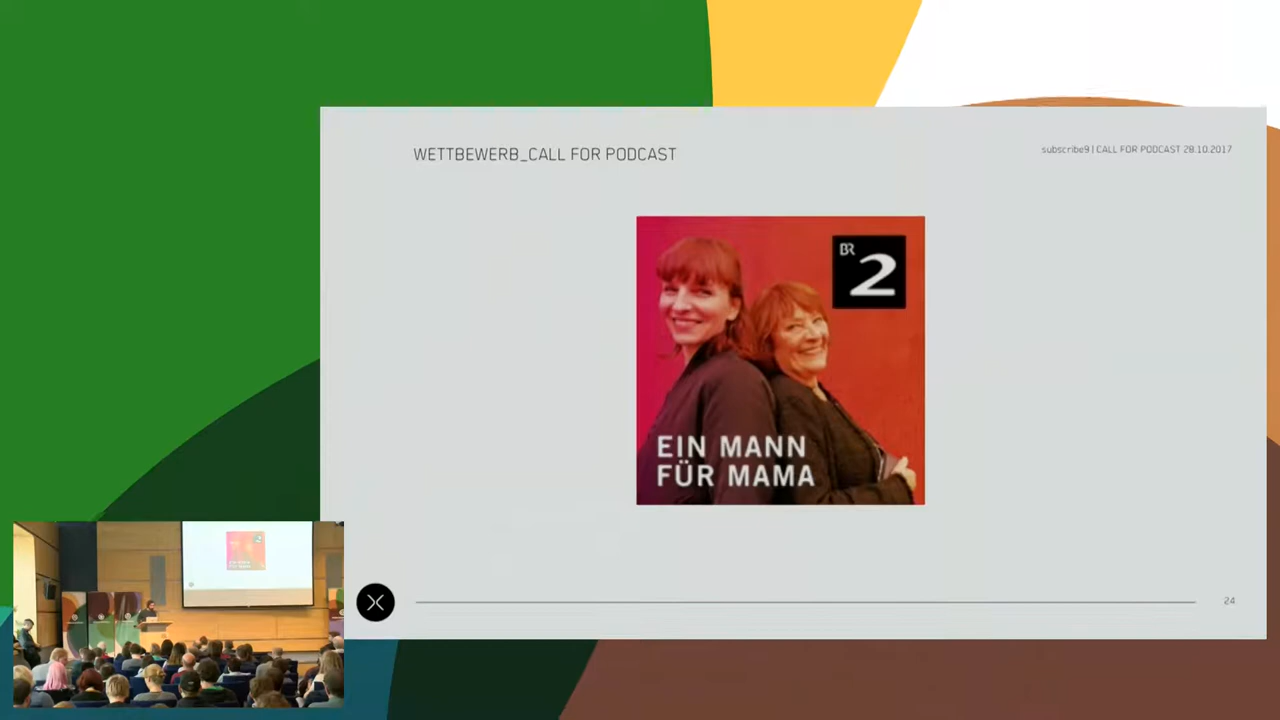 WETTBEWERB_CALL FOR PODCAST
subscribe9 | CALL FOR PODCAST 28.10.2017
BR
2
EIN MANN
FÜR MAMA
24